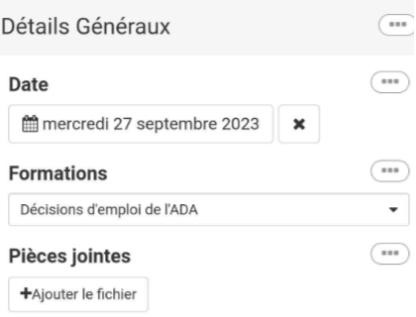 Détails Généraux
Date
mercredi 27 septembre 2023
Formations
Décisions d'emploi de l'ADA
Pièces jointes
+Ajouter le fichier